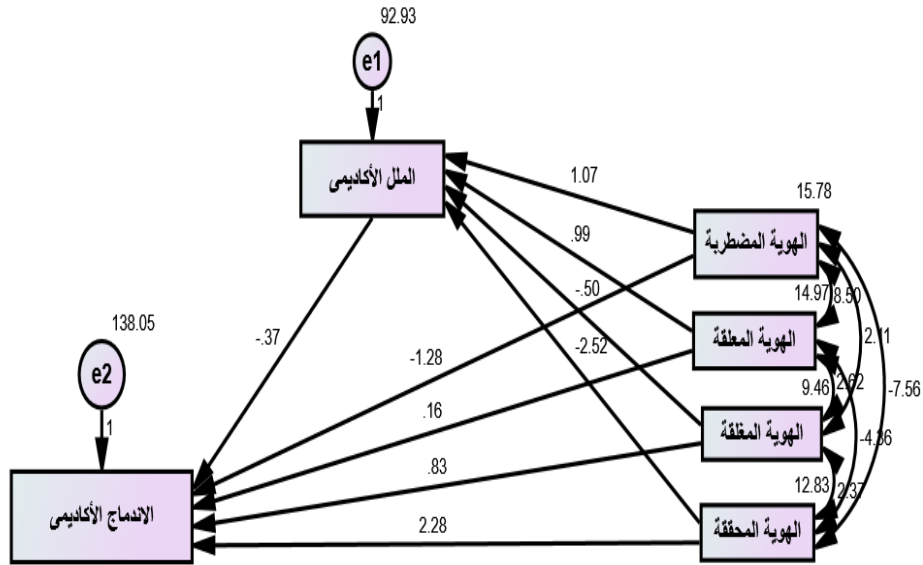 92.93
e1
1
الملل الأكاديمى
1.07
15.78
الهوية المضطربة
.99
-.50
14.97
8.50
138.05
-.37
-2.52
الهوية المعلقة
2.11
e2
-1.28
9.46
2.62
-7.56
.16
الهوية المغلقة
-4.36
1
.83
12.83
2.37
الاندماج الأكاديمى
2.28
الهوية المحققة